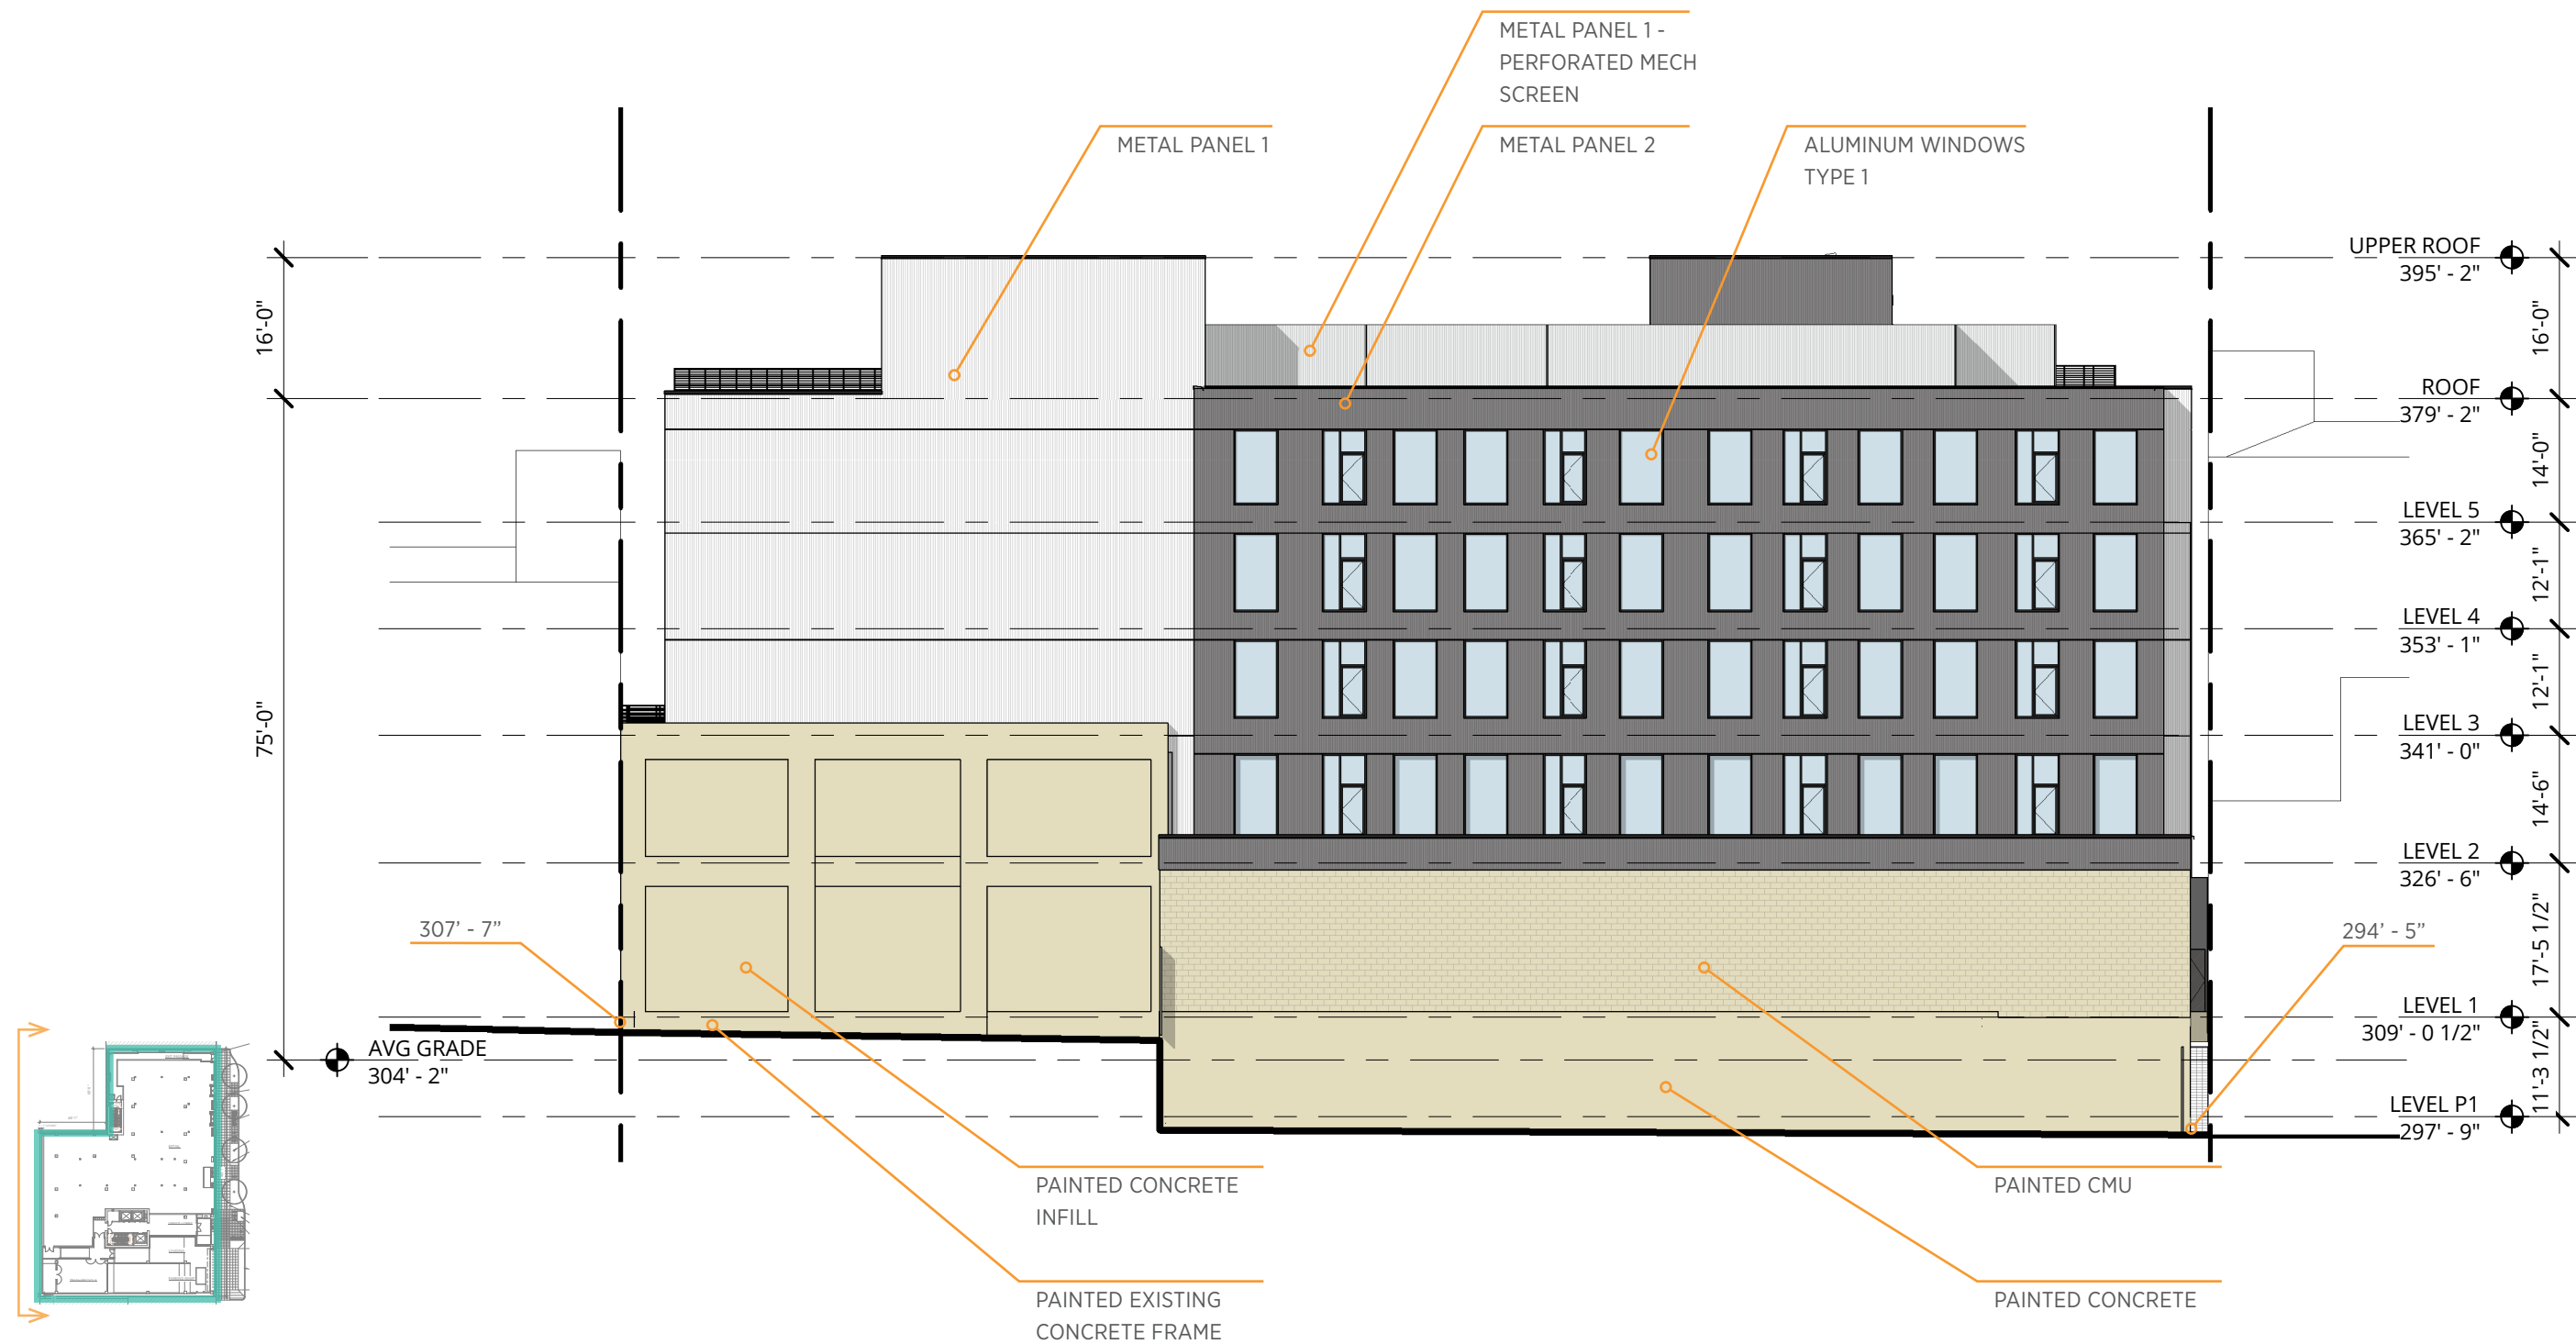 METAL PANEL 1 -
PERFORATED MECH
SCREEN
METAL PANEL 1
METAL PANEL 2
ALUMINUM WINDOWS
TYPE 1
UPPER ROOF
395' - 2"
16'-0"
16'-0"
ROOF
379' - 2"
14'-0"
LEVEL 5
365' - 2"
12'-1"
LEVEL 4
353' - 1"
12'-1"
75'-0"
LEVEL 3
341' - 0"
14'-6"
LEVEL 2
326' - 6"
307' - 7”
294' - 5”
17'-5 1/2"
LEVEL 1
309' - 0 1/2"
AVG GRADE
304' - 2"
11'-3 1/2"
LEVEL P1
297' - 9"
PAINTED CONCRETE
INFILL
PAINTED CMU
PAINTED EXISTING
CONCRETE FRAME
PAINTED CONCRETE